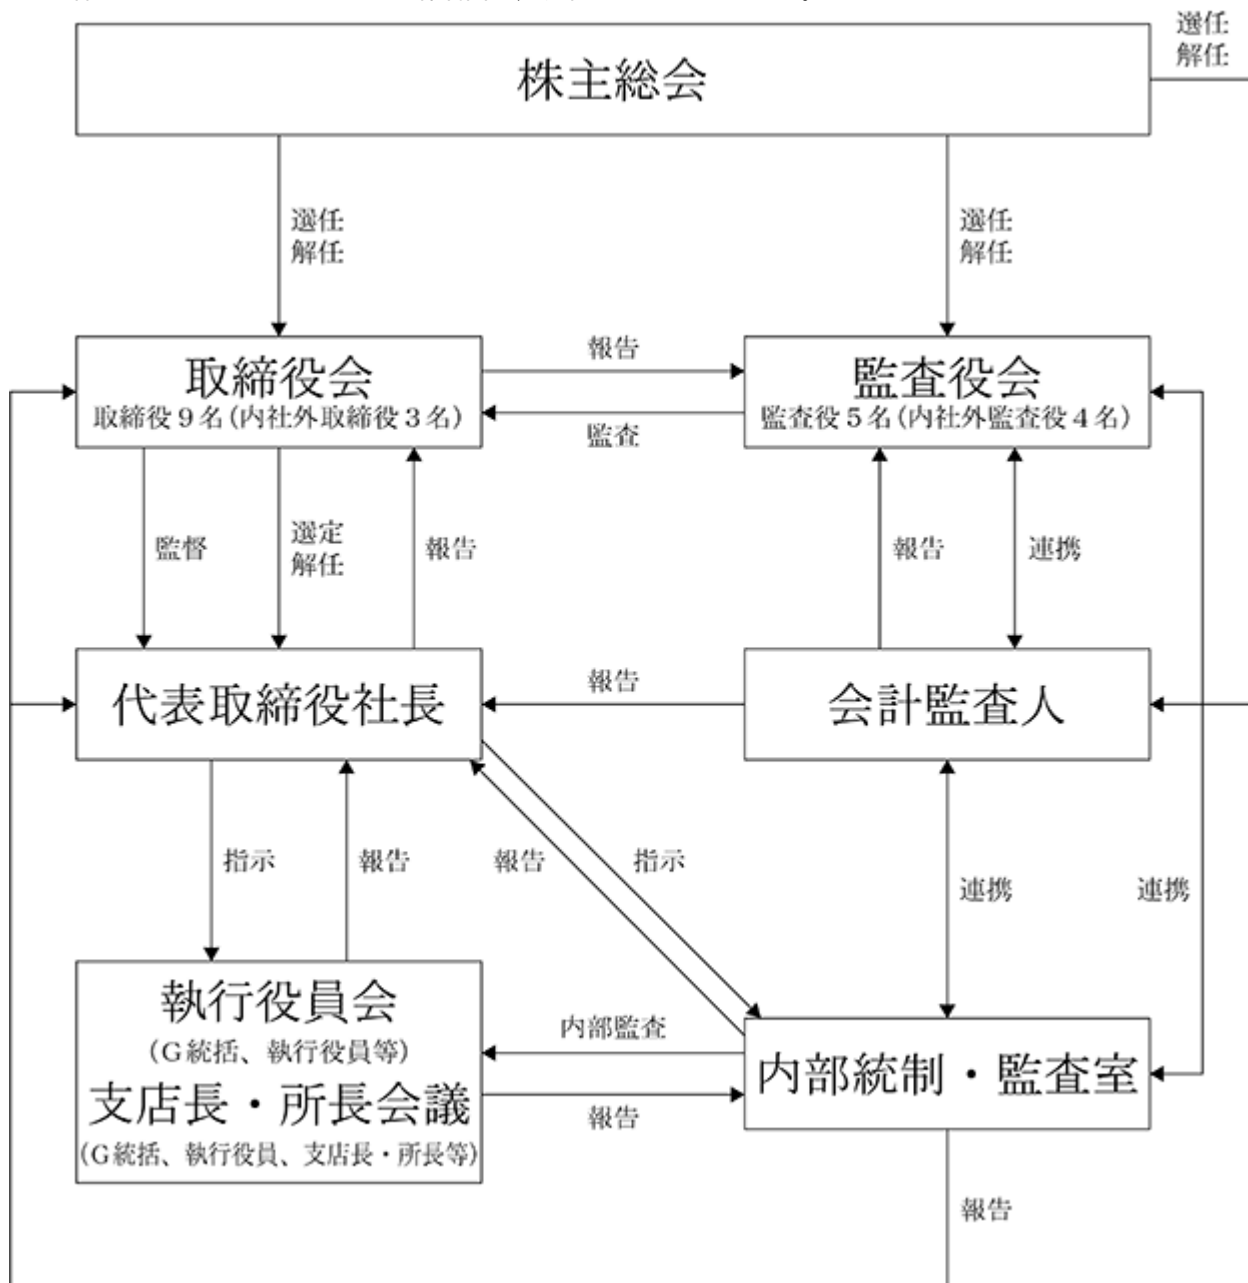 選任
解任
株主総会
選任
解任
選任
解任
取締役会
取締役9名(内社外取締役3名)
報告
監査
監査役会
監査役5名(内社外監査役4名)
監督
選定
解任
報告
報告
連携
代表取締役社長
報告
会計監査人
指示
報告
報告
指示
連携
連携
執行役員会
(G統括、執行役員等)
支店長・所長会議
(G統括、執行役員、支店長・所長等)
内部監査
報告
内部統制・監査室
報告